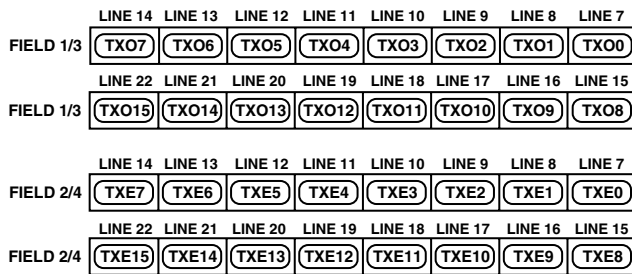 LINE 14 LINE 13 LINE 12 LINE 11 LINE 10 LINE 9 LINE 8 LINE 7
FIELD 1/3 TXO7 TXO6 TXO5 TXO4 TXO3 TXO2 TXO1 TXO0
LINE 22 LINE 21 LINE 20 LINE 19 LINE 18 LINE 17 LINE 16 LINE 15
FIELD 1/3 TXO15 TXO14 TXO13 TXO12 TXO11 TXO10 TXO9 TXO8
LINE 14 LINE 13 LINE 12 LINE 11 LINE 10 LINE 9 LINE 8 LINE 7
FIELD 2/4 TXE7 TXE6 TXE5 TXE4 TXE3 TXE2 TXE1 TXE0
LINE 22 LINE 21 LINE 20 LINE 19 LINE 18 LINE 17 LINE 16 LINE 15
FIELD 2/4 TXE15 TXE14 TXE13 TXE12 TXE11 TXE10 TXE9 TXE8